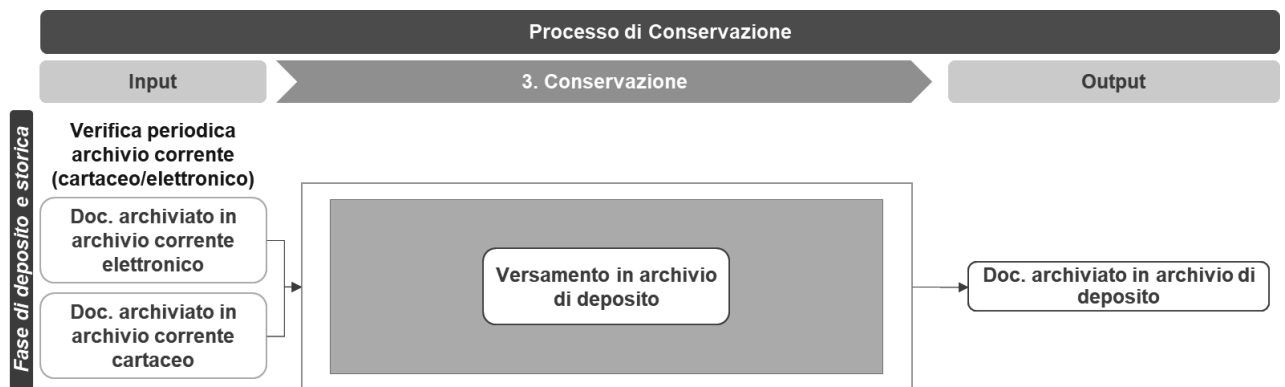 Processo di Conservazione
Input
3. Conservazione
Output
Fase di deposito e storica
Verifica periodica
archivio corrente
(cartaceo/elettronico)
Doc. archiviato in
archivio corrente
elettronico
Doc. archiviato in
archivio corrente
cartaceo
Versamento in archivio
di deposito
Doc. archiviato in archivio di
deposito